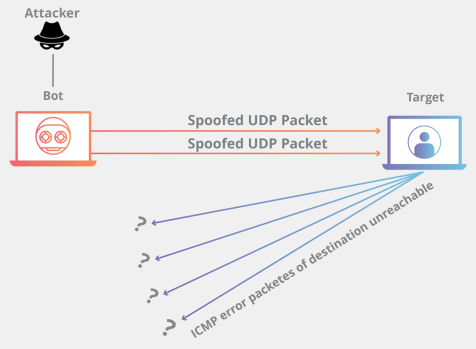 Attacker
Bot
Target
Spoofed UDP Packet
Spoofed UDP Packet
?
?
?
?
ICMP error packetes of destination unreachable